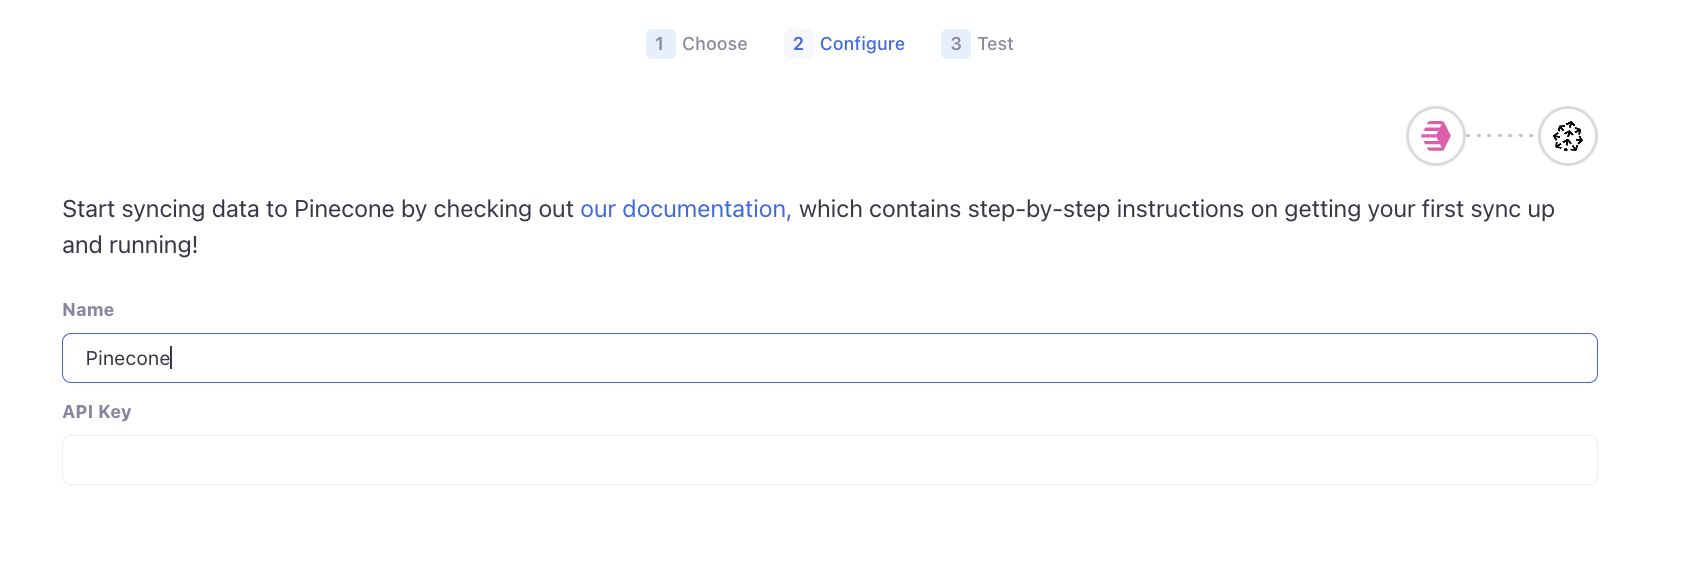 1 Choose 2 Configure 3 Test
Start syncing data to Pinecone by checking out our documentation, which contains step-by-step instructions on getting your first sync up
and running!
Name
Pinecone
API Key